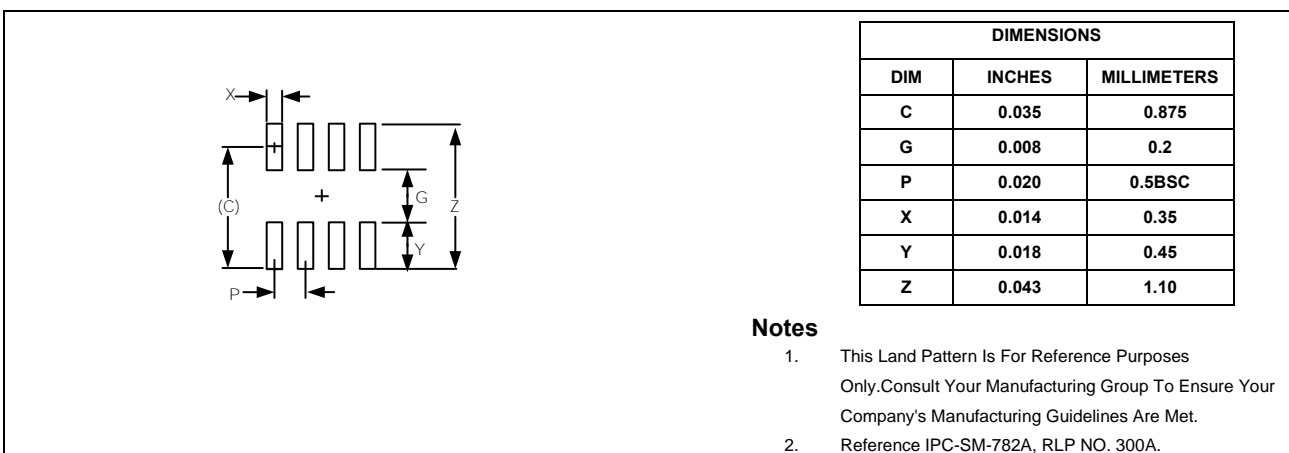 X
(C)
G
Z
Y
P
DIMENSIONS
DIM INCHES MILLIMETERS
C 0.035 0.875
G 0.008 0.2
P 0.020 0.5BSC
X 0.014 0.35
Y 0.018 0.45
Z 0.043 1.10
Notes
1. This Land Pattern Is For Reference Purposes
Only.Consult Your Manufacturing Group To Ensure Your
Company's Manufacturing Guidelines Are Met.
2. Reference IPC-SM-782A, RLP NO. 300A.